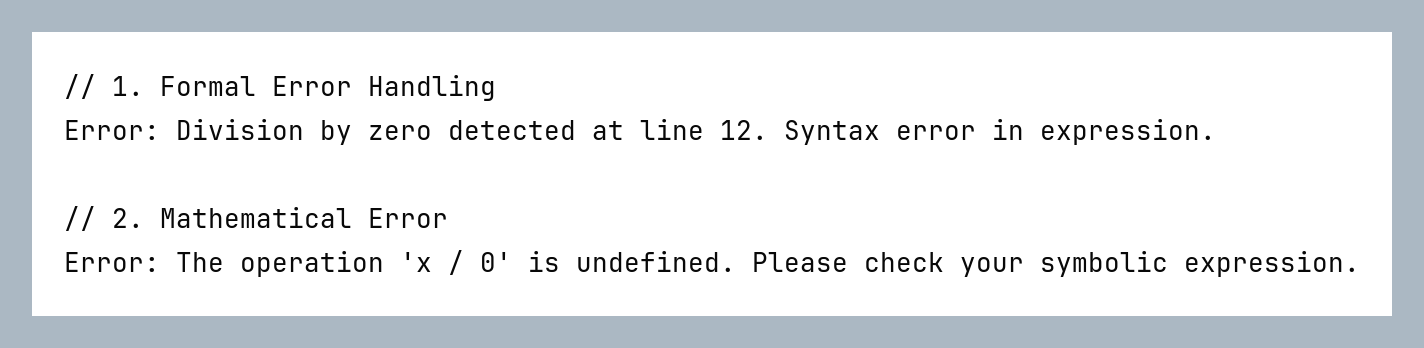 // 1. Formal Error Handling
Error: Division by zero detected at line 12. Syntax error in expression.
// 2. Mathematical Error
Error: The operation 'x / 0' is undefined. Please check your symbolic expression.